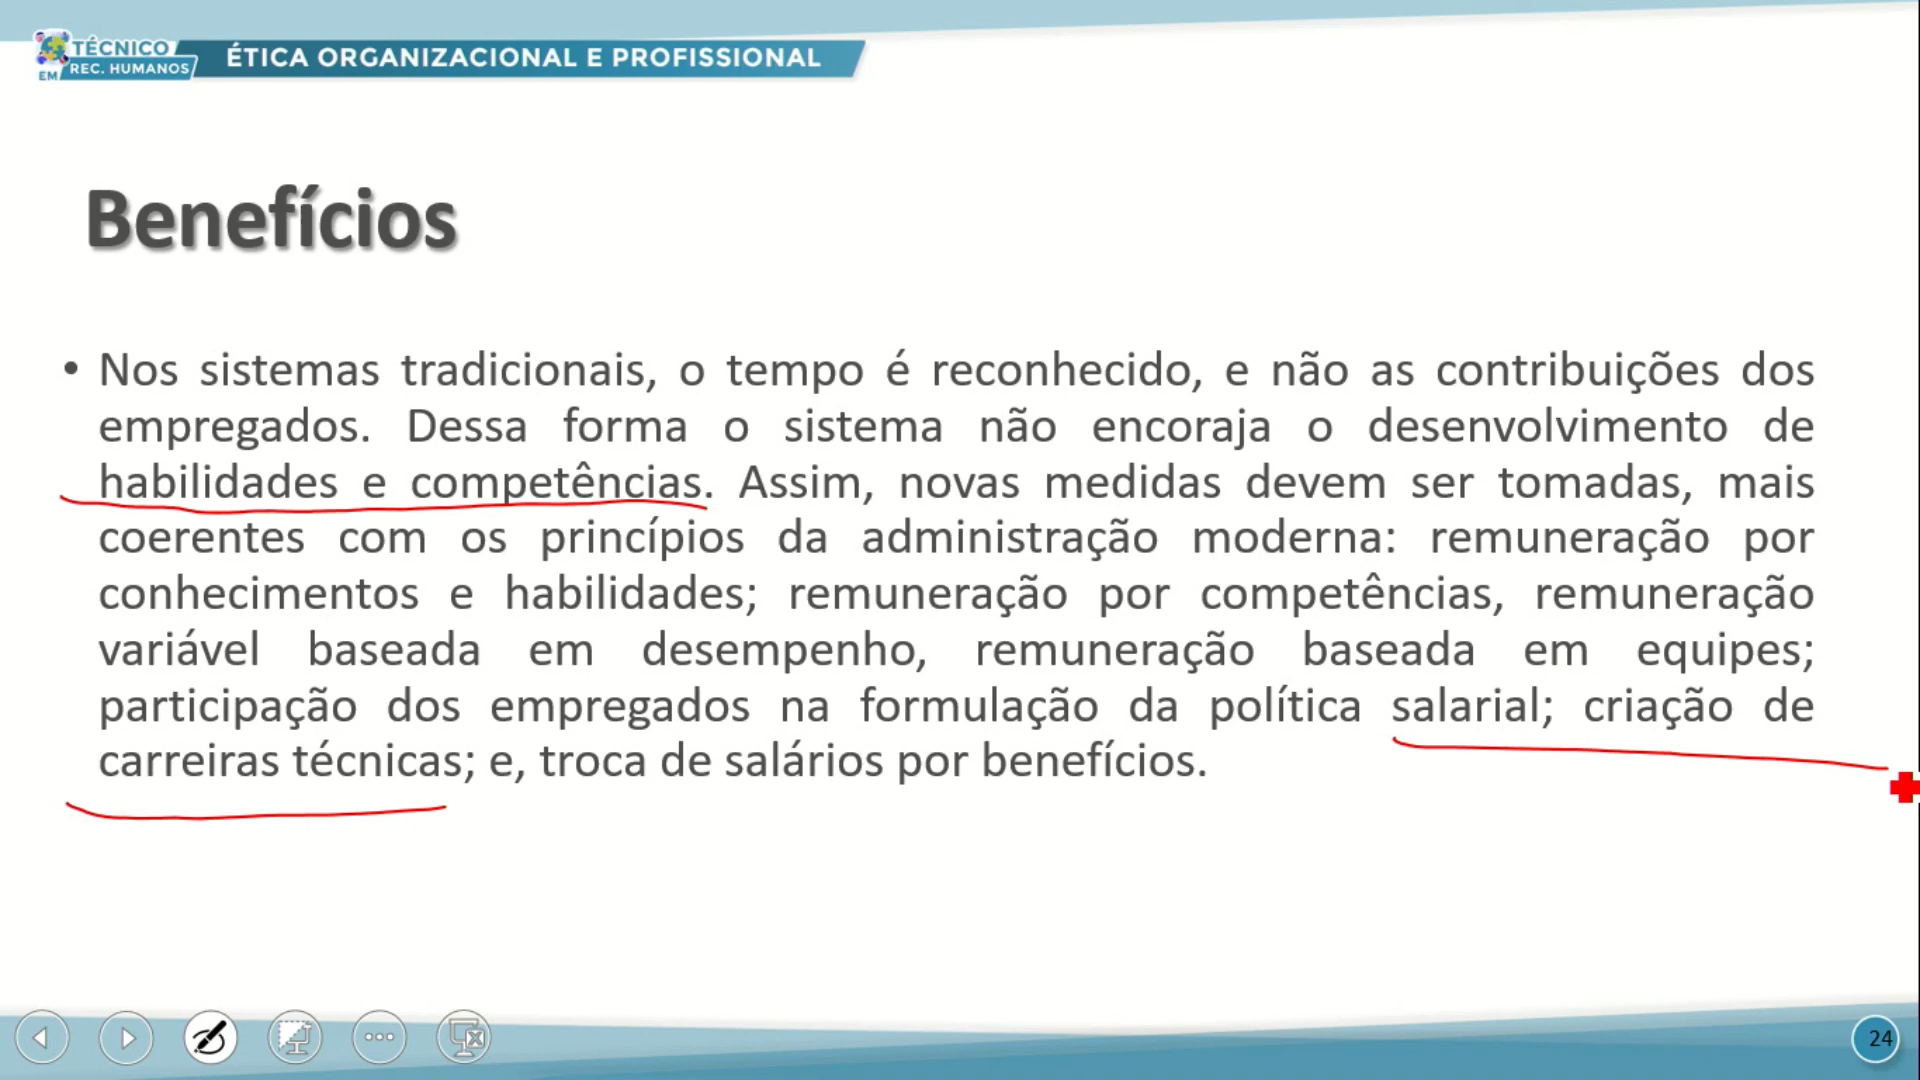 TÉCNICO
EM REC. HUMANOS
ÉTICA ORGANIZACIONAL E PROFISSIONAL
Benefícios
• Nos sistemas tradicionais, o tempo é reconhecido, e não as contribuições dos
empregados. Dessa forma o sistema não encoraja o desenvolvimento de
habilidades e competências. Assim, novas medidas devem ser tomadas, mais
coerentes com os princípios da administração moderna: remuneração por
conhecimentos e habilidades; remuneração por competências, remuneração
variável baseada em desempenho, remuneração baseada em equipes;
participação dos empregados na formulação da política salarial; criação de
carreiras técnicas; e, troca de salários por benefícios.
24